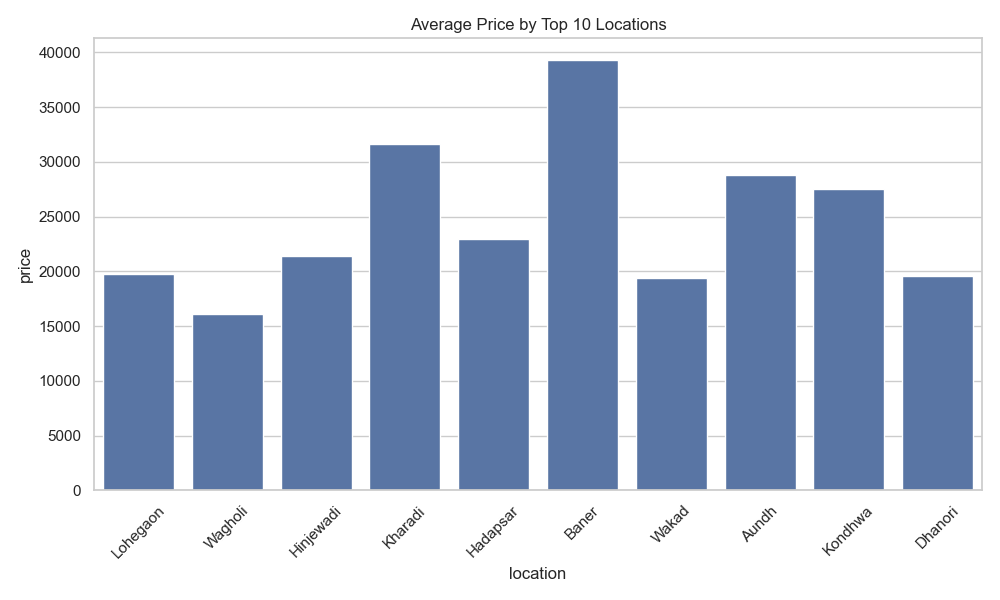 Average Price by Top 10 Locations
40000
35000
30000
25000
20000
15000
10000
5000
0
price
Lohegaon
Wagholi
Hinjewadi
Kharadi
Hadapsar
Baner
Wakad
Aundh
Kondhwa
Dhanori
location